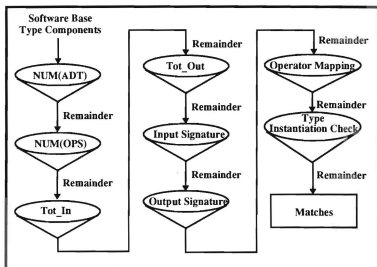 Software Base
Type Components
NUM(ADT)
Remainder
NUM(OPS)
Remainder
Tot_In
Remainder
Tot_Out
Remainder
Input Signature
Remainder
Output Signature
Remainder
Operator Mapping
Remainder
Type
Instantiation Check
Remainder
Matches